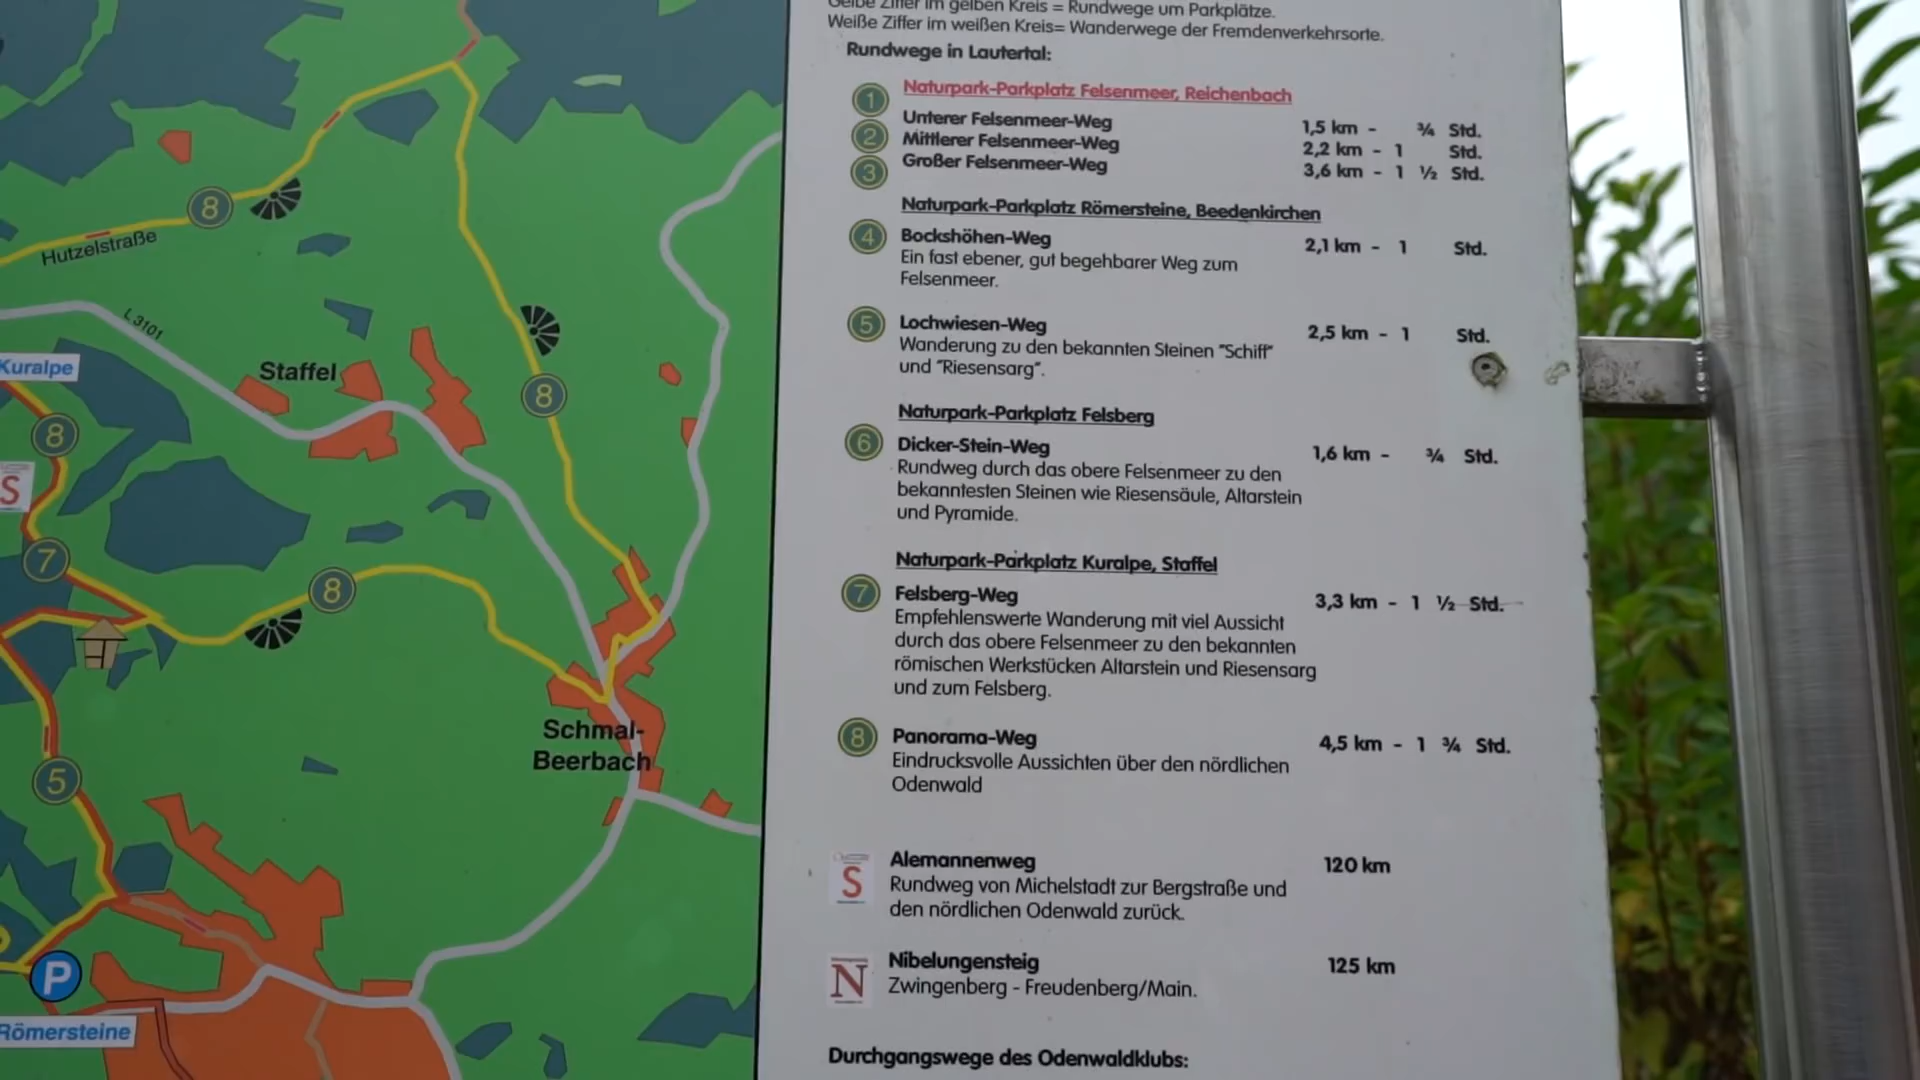 Gelbe Ziffer im gelben Kreis = Rundwege um Parkplätze.
Weiße Ziffer im weißen Kreis= Wanderwege der Fremdenverkehrsorte.
Rundwege in Lautertal:
Naturpark-Parkplatz Felsenmeer, Reichenbach
1 Unterer Felsenmeer-Weg 1,5 km - ¾ Std.
2 Mittlerer Felsenmeer-Weg 2,2 km - 1 Std.
3 Großer Felsenmeer-Weg 3,6 km - 1 ½ Std.
Naturpark-Parkplatz Römersteine, Beedenkirchen
4 Bockshöhen-Weg 2,1 km - 1 Std.
Ein fast ebener, gut begehbarer Weg zum
Felsenmeer.
5 Lochwiesen-Weg 2,5 km - 1 Std.
Wanderung zu den bekannten Steinen "Schiff"
und "Riesensarg".
Naturpark-Parkplatz Felsberg
6 Dicker-Stein-Weg 1,6 km - ¾ Std.
Rundweg durch das obere Felsenmeer zu den
bekanntesten Steinen wie Riesensäule, Altarstein
und Pyramide.
Naturpark-Parkplatz Kuralpe, Staffel
7 Felsberg-Weg 3,3 km - 1 ½ Std.
Empfehlenswerte Wanderung mit viel Aussicht
durch das obere Felsenmeer zu den bekannten
römischen Werkstücken Altarstein und Riesensarg
und zum Felsberg.
8 Panorama-Weg 4,5 km - 1 ¾ Std.
Eindrucksvolle Aussichten über den nördlichen
Odenwald
S Alemannenweg 120 km
Rundweg von Michelstadt zur Bergstraße und
den nördlichen Odenwald zurück.
N Nibelungensteig 125 km
Zwingenberg - Freudenberg/Main.
Durchgangswege des Odenwaldklubs:
8
Hutzelstraße
L 3101
Kuralpe
Staffel
8
8
S
7
8
Schmal-
Beerbach
5
P
Römersteine